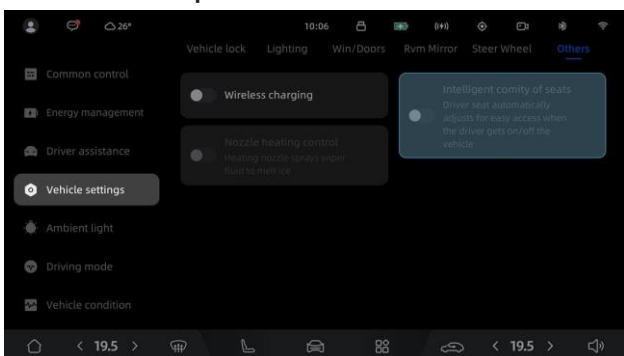 26°
10:06
Vehicle lock Lighting Win/Doors Rvm Mirror Steer Wheel Others
Common control
Energy management
Driver assistance
Vehicle settings
Ambient light
Driving mode
Vehicle condition
Wireless charging
Nozzle heating control
Heating nozzle sprays wiper
fluid to melt ice
Intelligent comity of seats
Driver seat automatically
adjusts for easy access when
the driver gets on/off the
vehicle
< 19.5 >
< 19.5 >